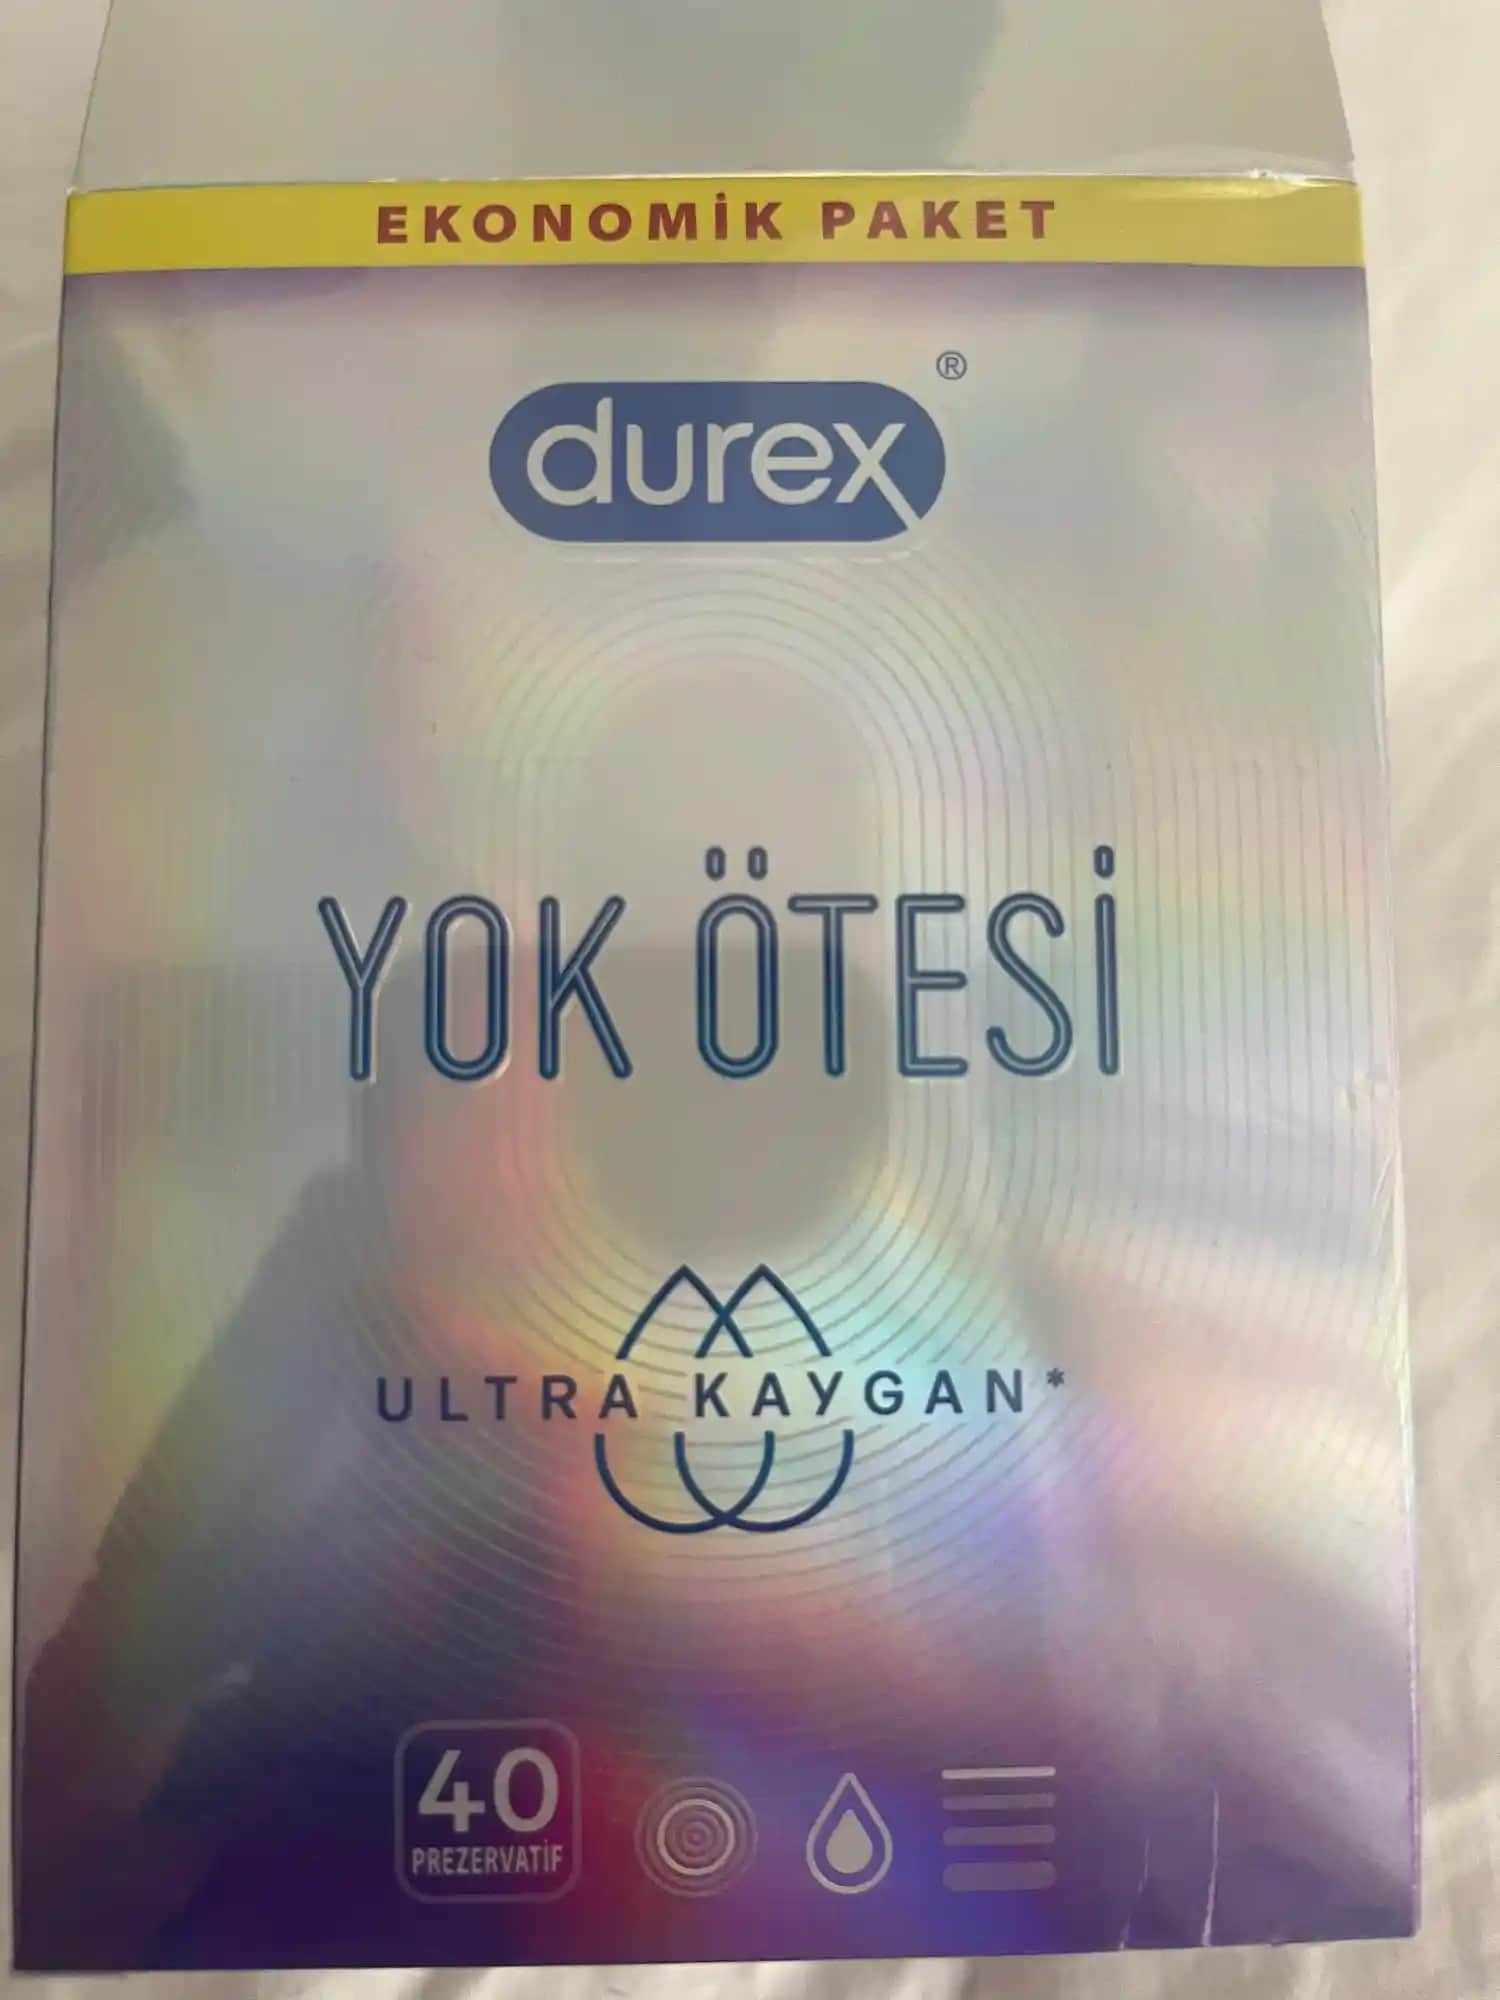 EKONOMİK PAKET
durex®
YOK ÖTESİ
ULTRA KAYGAN*
40
PREZERVATİF